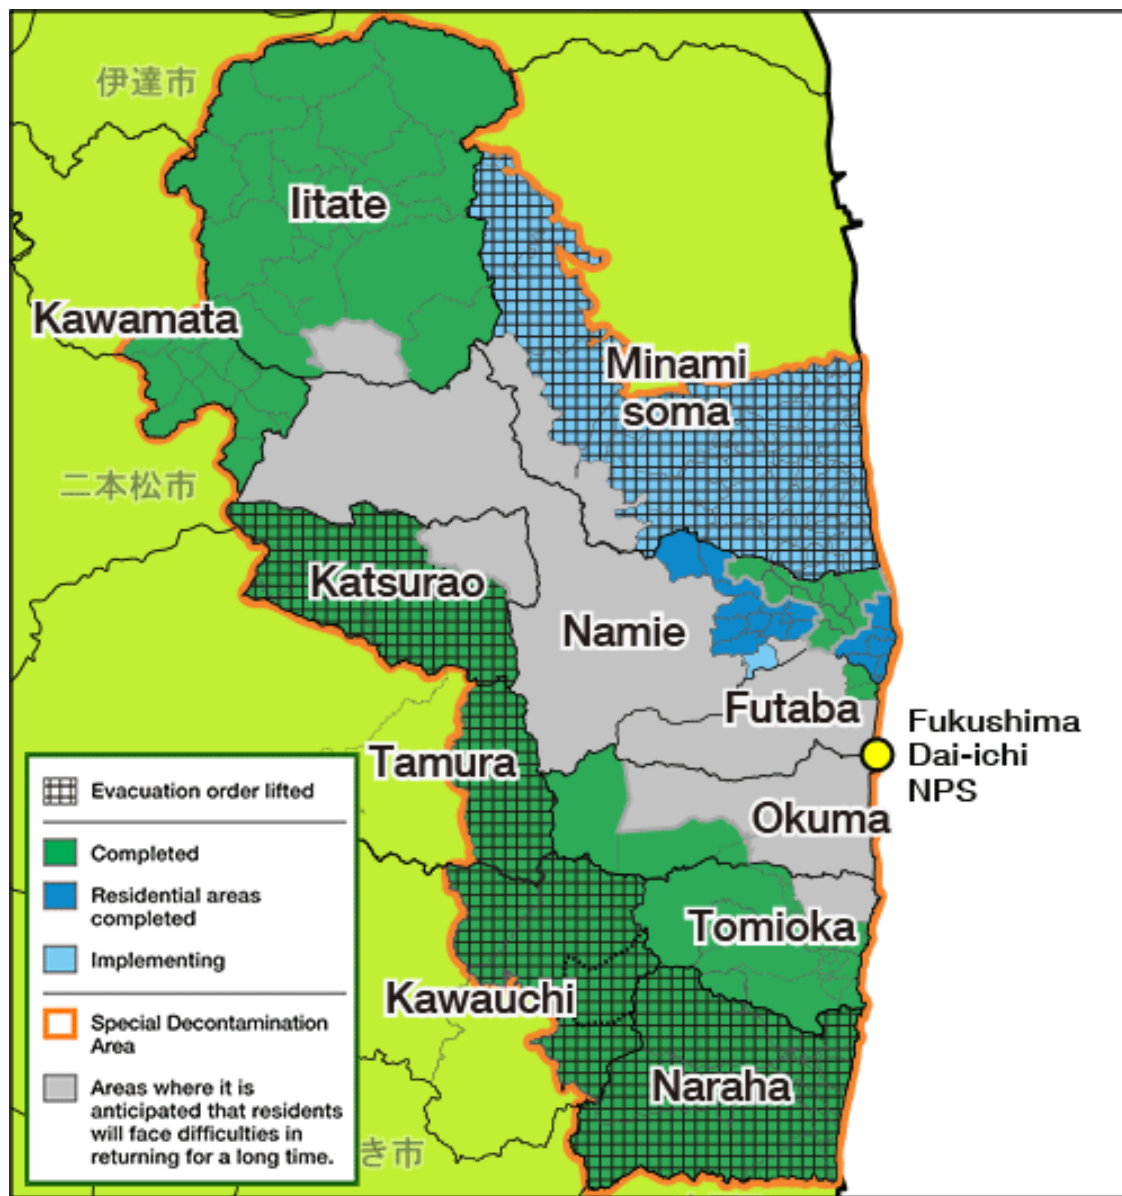 伊達市
Iitate
Kawamata
Minami
soma
二本松市
Katsurao
Namie
Futaba
Fukushima
Dai-ichi
NPS
Tamura
Okuma
Tomioka
Kawauchi
Naraha
Evacuation order lifted
Completed
Residential areas
completed
Implementing
Special Decontamination
Area
Areas where it is
anticipated that residents
will face difficulties in
returning for a long time.
き市